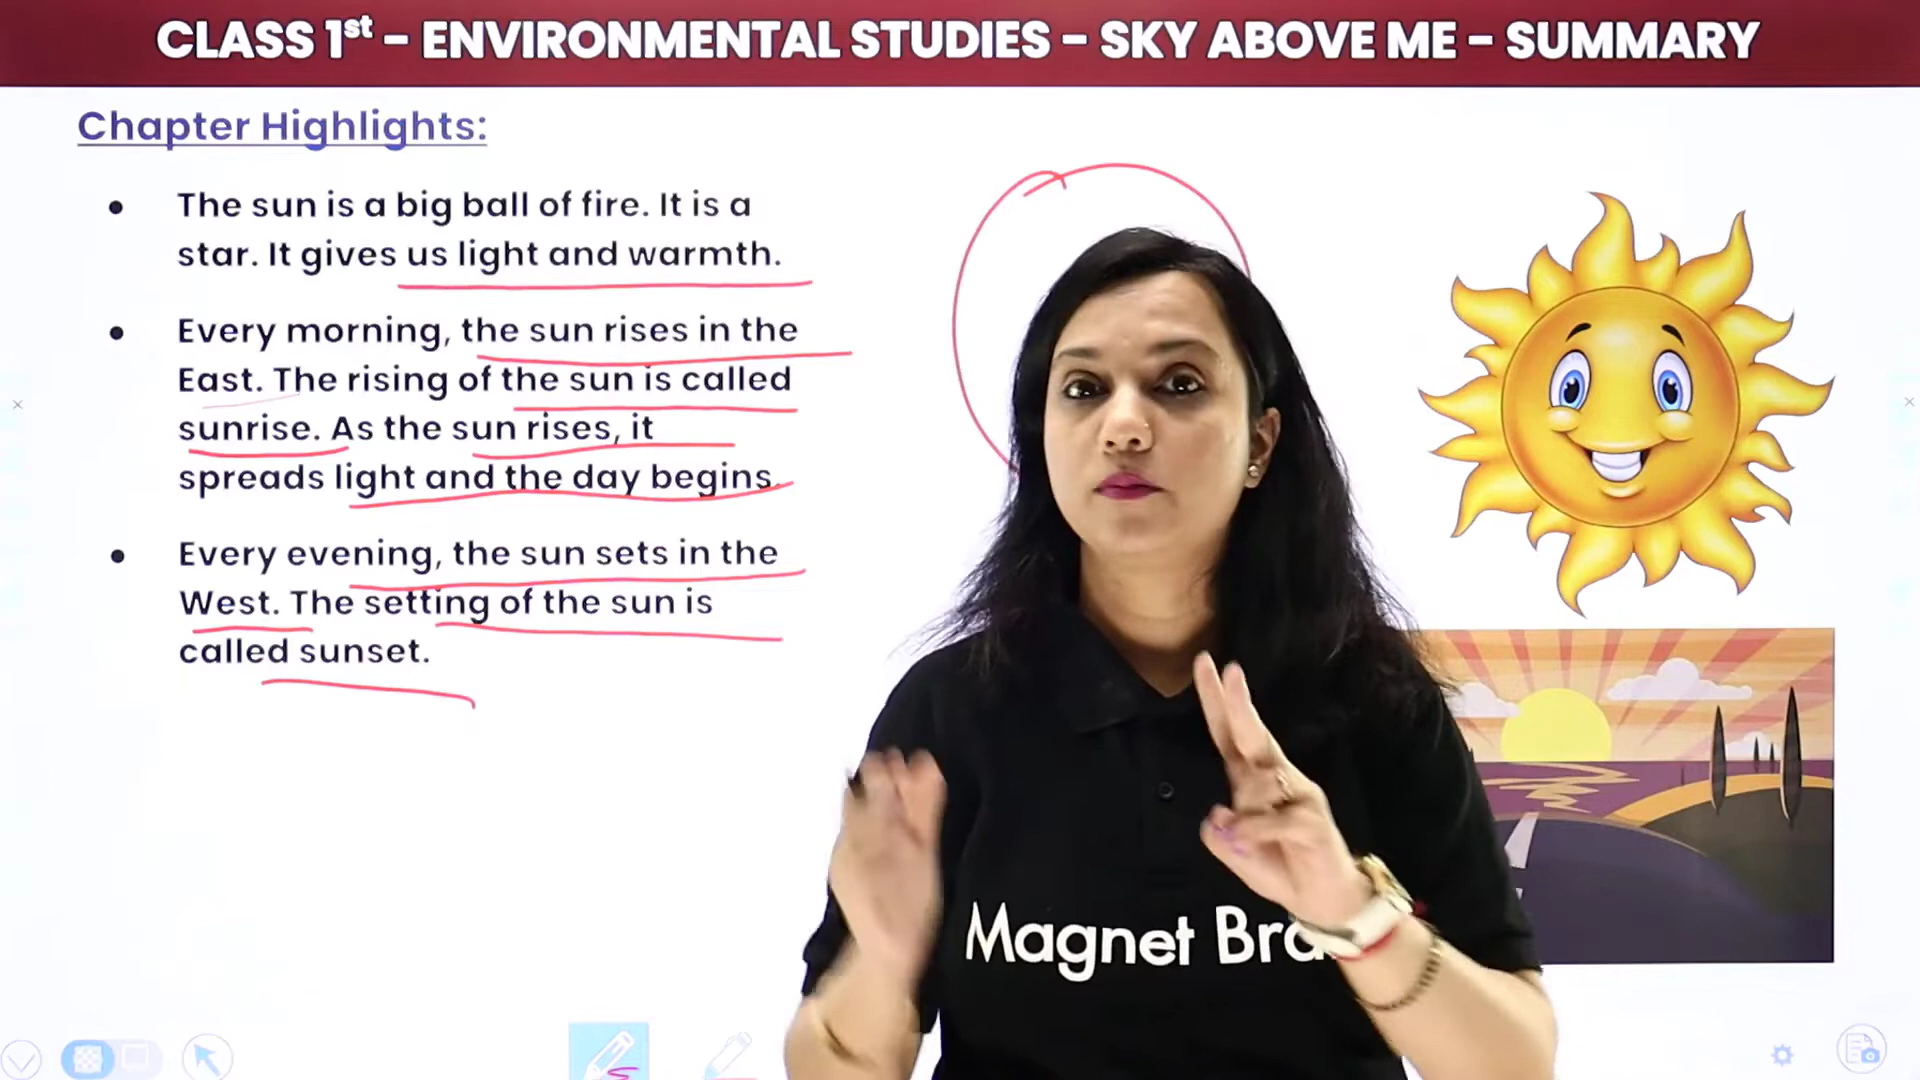 CLASS 1st - ENVIRONMENTAL STUDIES - SKY ABOVE ME - SUMMARY
Chapter Highlights:
• The sun is a big ball of fire. It is a
star. It gives us light and warmth.
• Every morning, the sun rises in the
East. The rising of the sun is called
sunrise. As the sun rises, it
spreads light and the day begins.
• Every evening, the sun sets in the
West. The setting of the sun is
called sunset.
Magnet Bra